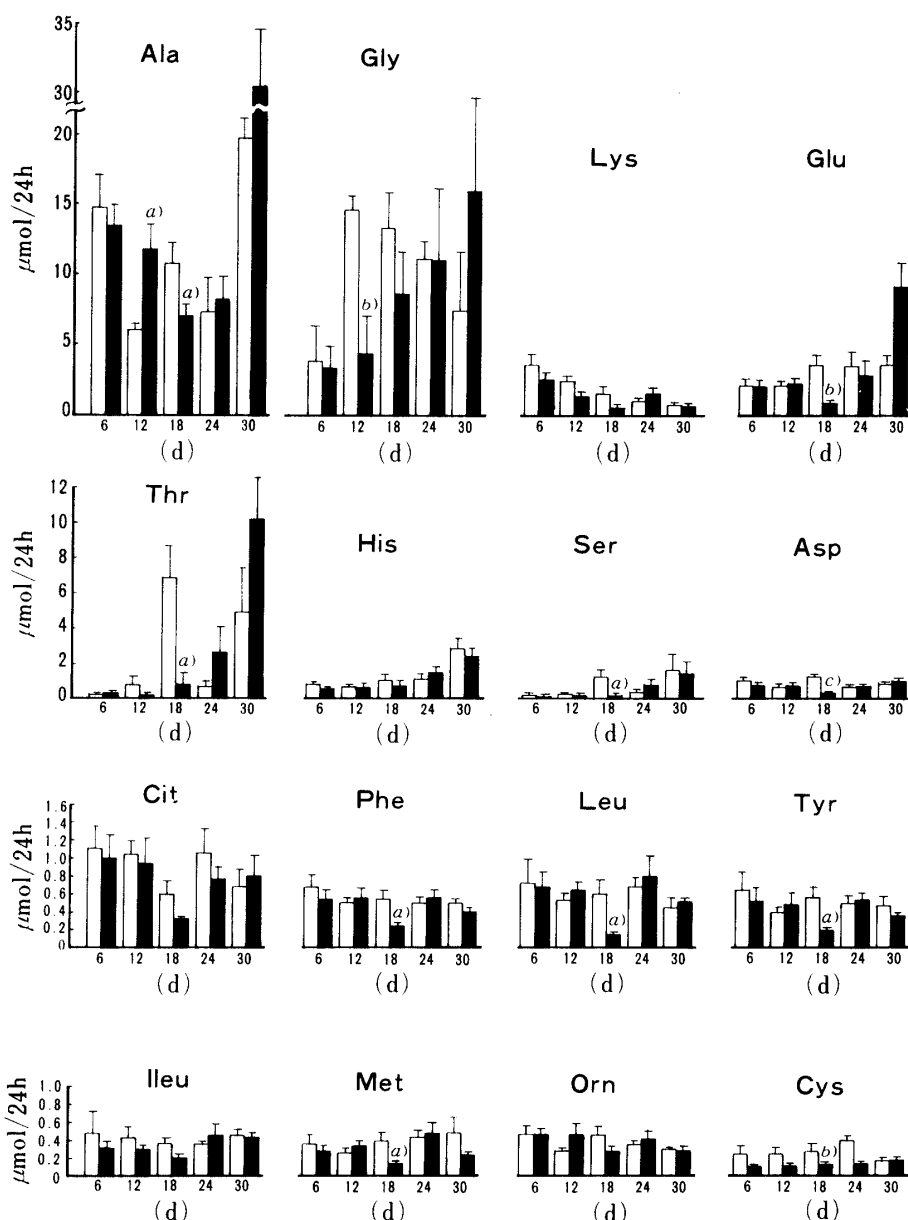 35
Ala
Gly
30
Lys
Glu
20
15
a)
a)
b)
b)
10
5
0
μmol/24h
6 12 18 24 30
6 12 18 24 30
6 12 18 24 30
6 12 18 24 30
(d)
(d)
(d)
(d)
12
Thr
His
Ser
Asp
10
8
6
4
2
0
a)
a)
c)
μmol/24h
6 12 18 24 30
6 12 18 24 30
6 12 18 24 30
6 12 18 24 30
(d)
(d)
(d)
(d)
Cit
Phe
Leu
Tyr
1.6
1.2
1.0
0.8
0.4
0.2
0
a)
a)
a)
μmol/24h
6 12 18 24 30
6 12 18 24 30
6 12 18 24 30
6 12 18 24 30
(d)
(d)
(d)
(d)
Ileu
Met
Orn
Cys
1.0
0.8
0.6
0.4
0.2
0
a)
b)
μmol/24h
6 12 18 24 30
6 12 18 24 30
6 12 18 24 30
6 12 18 24 30
(d)
(d)
(d)
(d)